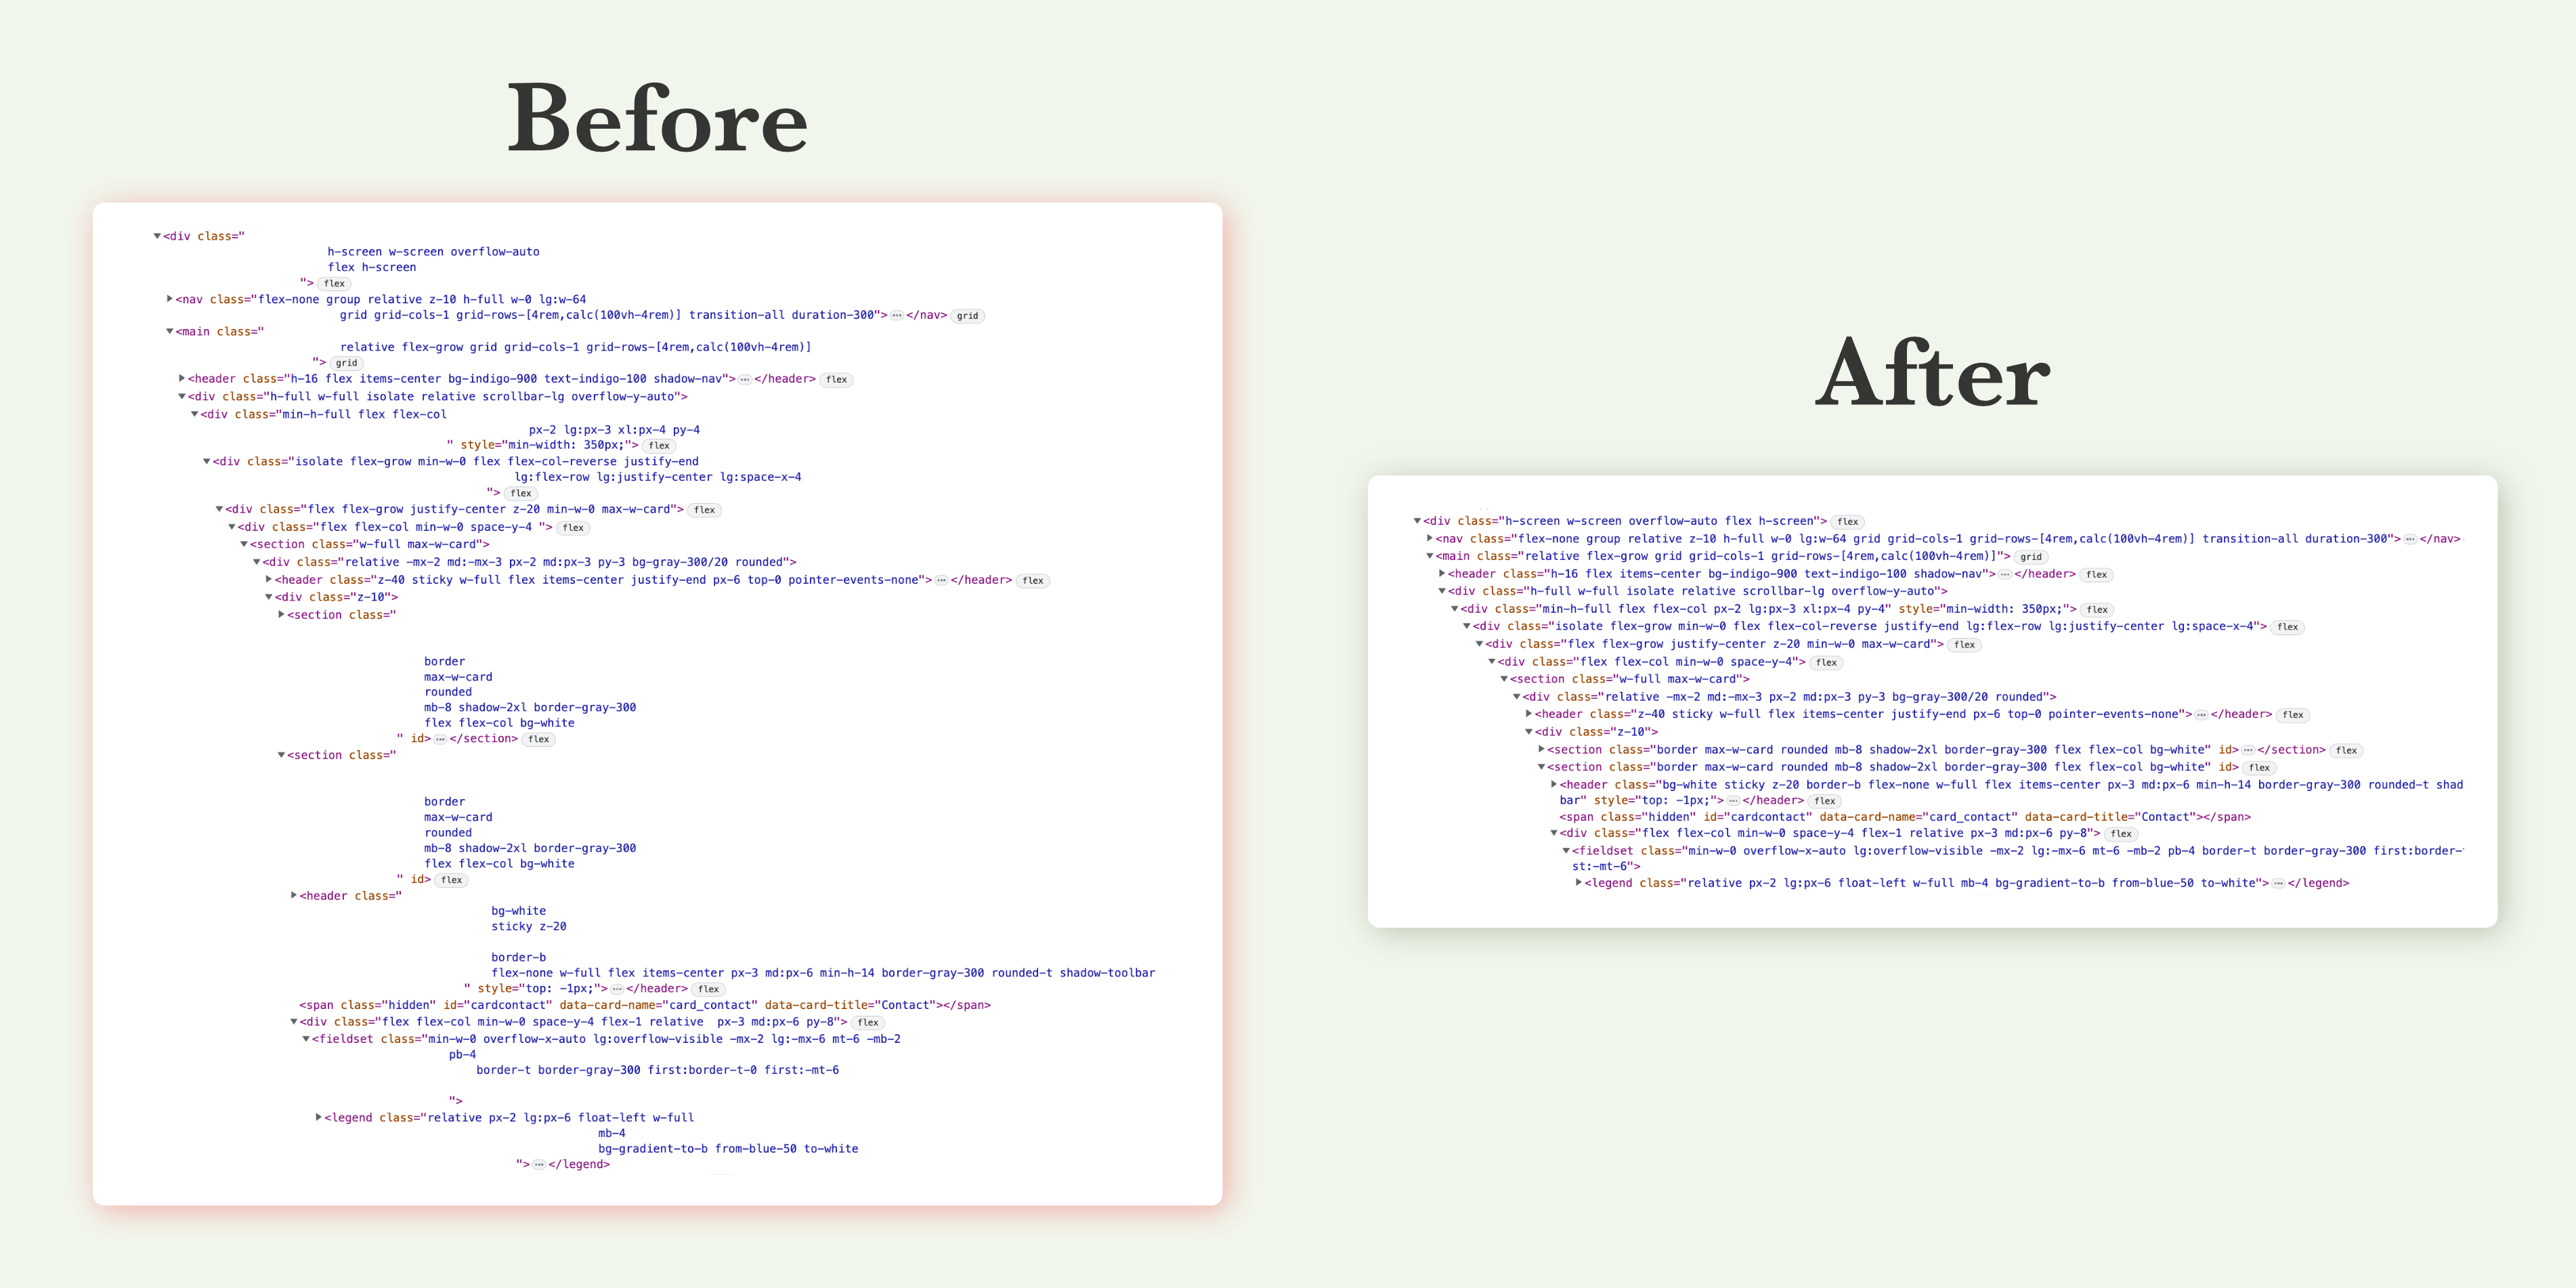 Before
▼<div class="
h-screen w-screen overflow-auto
flex h-screen
"> flex
▶<nav class="flex-none group relative z-10 h-full w-0 lg:w-64
grid grid-cols-1 grid-rows-[4rem,calc(100vh-4rem)] transition-all duration-300">⋯</nav> grid
▼<main class="
relative flex-grow grid grid-cols-1 grid-rows-[4rem,calc(100vh-4rem)]
"> grid
▶<header class="h-16 flex items-center bg-indigo-900 text-indigo-100 shadow-nav">⋯</header> flex
▼<div class="h-full w-full isolate relative scrollbar-lg overflow-y-auto">
▼<div class="min-h-full flex flex-col
px-2 lg:px-3 xl:px-4 py-4
" style="min-width: 350px;"> flex
▼<div class="isolate flex-grow min-w-0 flex flex-col-reverse justify-end
lg:flex-row lg:justify-center lg:space-x-4
"> flex
▼<div class="flex flex-grow justify-center z-20 min-w-0 max-w-card"> flex
▼<div class="flex flex-col min-w-0 space-y-4 "> flex
▼<section class="w-full max-w-card">
▼<div class="relative -mx-2 md:-mx-3 px-2 md:px-3 py-3 bg-gray-300/20 rounded">
▶<header class="z-40 sticky w-full flex items-center justify-end px-6 top-0 pointer-events-none">⋯</header> flex
▼<div class="z-10">
▶<section class="
border
max-w-card
rounded
mb-8 shadow-2xl border-gray-300
flex flex-col bg-white
" id>⋯</section> flex
▼<section class="
border
max-w-card
rounded
mb-8 shadow-2xl border-gray-300
flex flex-col bg-white
" id> flex
▶<header class="
bg-white
sticky z-20
border-b
flex-none w-full flex items-center px-3 md:px-6 min-h-14 border-gray-300 rounded-t shadow-toolbar
" style="top: -1px;">⋯</header> flex
<span class="hidden" id="cardcontact" data-card-name="card_contact" data-card-title="Contact"></span>
▼<div class="flex flex-col min-w-0 space-y-4 flex-1 relative  px-3 md:px-6 py-8"> flex
▼<fieldset class="min-w-0 overflow-x-auto lg:overflow-visible -mx-2 lg:-mx-6 mt-6 -mb-2
pb-4
border-t border-gray-300 first:border-t-0 first:-mt-6
">
▶<legend class="relative px-2 lg:px-6 float-left w-full
mb-4
bg-gradient-to-b from-blue-50 to-white
">⋯</legend>
After
▼<div class="h-screen w-screen overflow-auto flex h-screen"> flex
▶<nav class="flex-none group relative z-10 h-full w-0 lg:w-64 grid grid-cols-1 grid-rows-[4rem,calc(100vh-4rem)] transition-all duration-300">⋯</nav>
▼<main class="relative flex-grow grid grid-cols-1 grid-rows-[4rem,calc(100vh-4rem)]"> grid
▶<header class="h-16 flex items-center bg-indigo-900 text-indigo-100 shadow-nav">⋯</header> flex
▼<div class="h-full w-full isolate relative scrollbar-lg overflow-y-auto">
▼<div class="min-h-full flex flex-col px-2 lg:px-3 xl:px-4 py-4" style="min-width: 350px;"> flex
▼<div class="isolate flex-grow min-w-0 flex flex-col-reverse justify-end lg:flex-row lg:justify-center lg:space-x-4"> flex
▼<div class="flex flex-grow justify-center z-20 min-w-0 max-w-card"> flex
▼<div class="flex flex-col min-w-0 space-y-4"> flex
▼<section class="w-full max-w-card">
▼<div class="relative -mx-2 md:-mx-3 px-2 md:px-3 py-3 bg-gray-300/20 rounded">
▶<header class="z-40 sticky w-full flex items-center justify-end px-6 top-0 pointer-events-none">⋯</header> flex
▼<div class="z-10">
▶<section class="border max-w-card rounded mb-8 shadow-2xl border-gray-300 flex flex-col bg-white" id>⋯</section> flex
▼<section class="border max-w-card rounded mb-8 shadow-2xl border-gray-300 flex flex-col bg-white" id> flex
▶<header class="bg-white sticky z-20 border-b flex-none w-full flex items-center px-3 md:px-6 min-h-14 border-gray-300 rounded-t shad
bar" style="top: -1px;">⋯</header> flex
<span class="hidden" id="cardcontact" data-card-name="card_contact" data-card-title="Contact"></span>
▼<div class="flex flex-col min-w-0 space-y-4 flex-1 relative px-3 md:px-6 py-8"> flex
▼<fieldset class="min-w-0 overflow-x-auto lg:overflow-visible -mx-2 lg:-mx-6 mt-6 -mb-2 pb-4 border-t border-gray-300 first:border-
st:-mt-6">
▶<legend class="relative px-2 lg:px-6 float-left w-full mb-4 bg-gradient-to-b from-blue-50 to-white">⋯</legend>